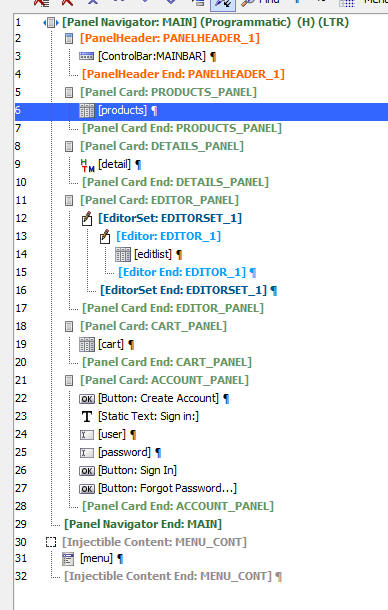 Find
Menu
1 [Panel Navigator: MAIN] (Programmatic) (H) (LTR)
2 [PanelHeader: PANELHEADER_1]
3 [ControlBar:MAINBAR] ¶
4 [PanelHeader End: PANELHEADER_1]
5 [Panel Card: PRODUCTS_PANEL]
6 [products] ¶
7 [Panel Card End: PRODUCTS_PANEL]
8 [Panel Card: DETAILS_PANEL]
9 HTM [detail] ¶
10 [Panel Card End: DETAILS_PANEL]
11 [Panel Card: EDITOR_PANEL]
12 [EditorSet: EDITORSET_1]
13 [Editor: EDITOR_1]
14 [editlist] ¶
15 [Editor End: EDITOR_1] ¶
16 [EditorSet End: EDITORSET_1] ¶
17 [Panel Card End: EDITOR_PANEL]
18 [Panel Card: CART_PANEL]
19 [cart] ¶
20 [Panel Card End: CART_PANEL]
21 [Panel Card: ACCOUNT_PANEL]
22 OK [Button: Create Account] ¶
23 T [Static Text: Sign in:]
24 [user] ¶
25 [password] ¶
26 OK [Button: Sign In]
27 OK [Button: Forgot Password...]
28 [Panel Card End: ACCOUNT_PANEL]
29 [Panel Navigator End: MAIN]
30 [Injectible Content: MENU_CONT]
31 [menu] ¶
32 [Injectible Content End: MENU_CONT] ¶